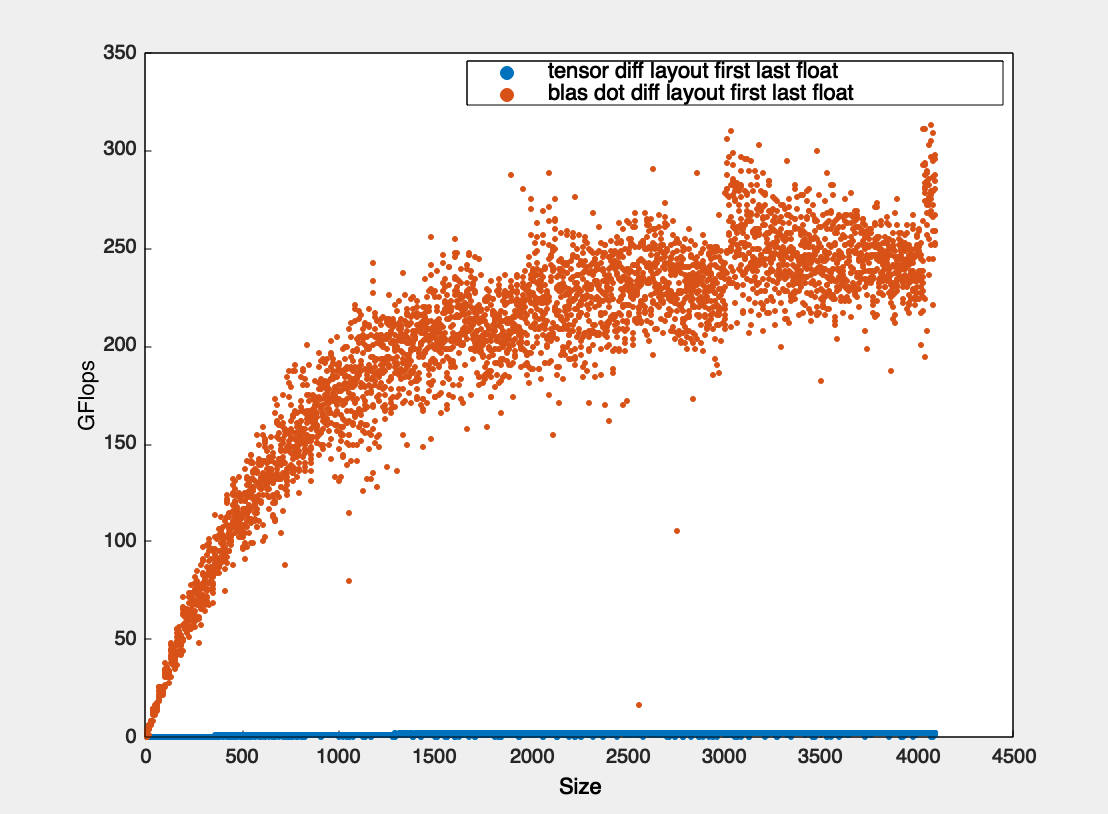 350
tensor diff layout first last float
blas dot diff layout first last float
300
250
200
GFlops
150
100
50
0
0 500 1000 1500 2000 2500 3000 3500 4000 4500
Size